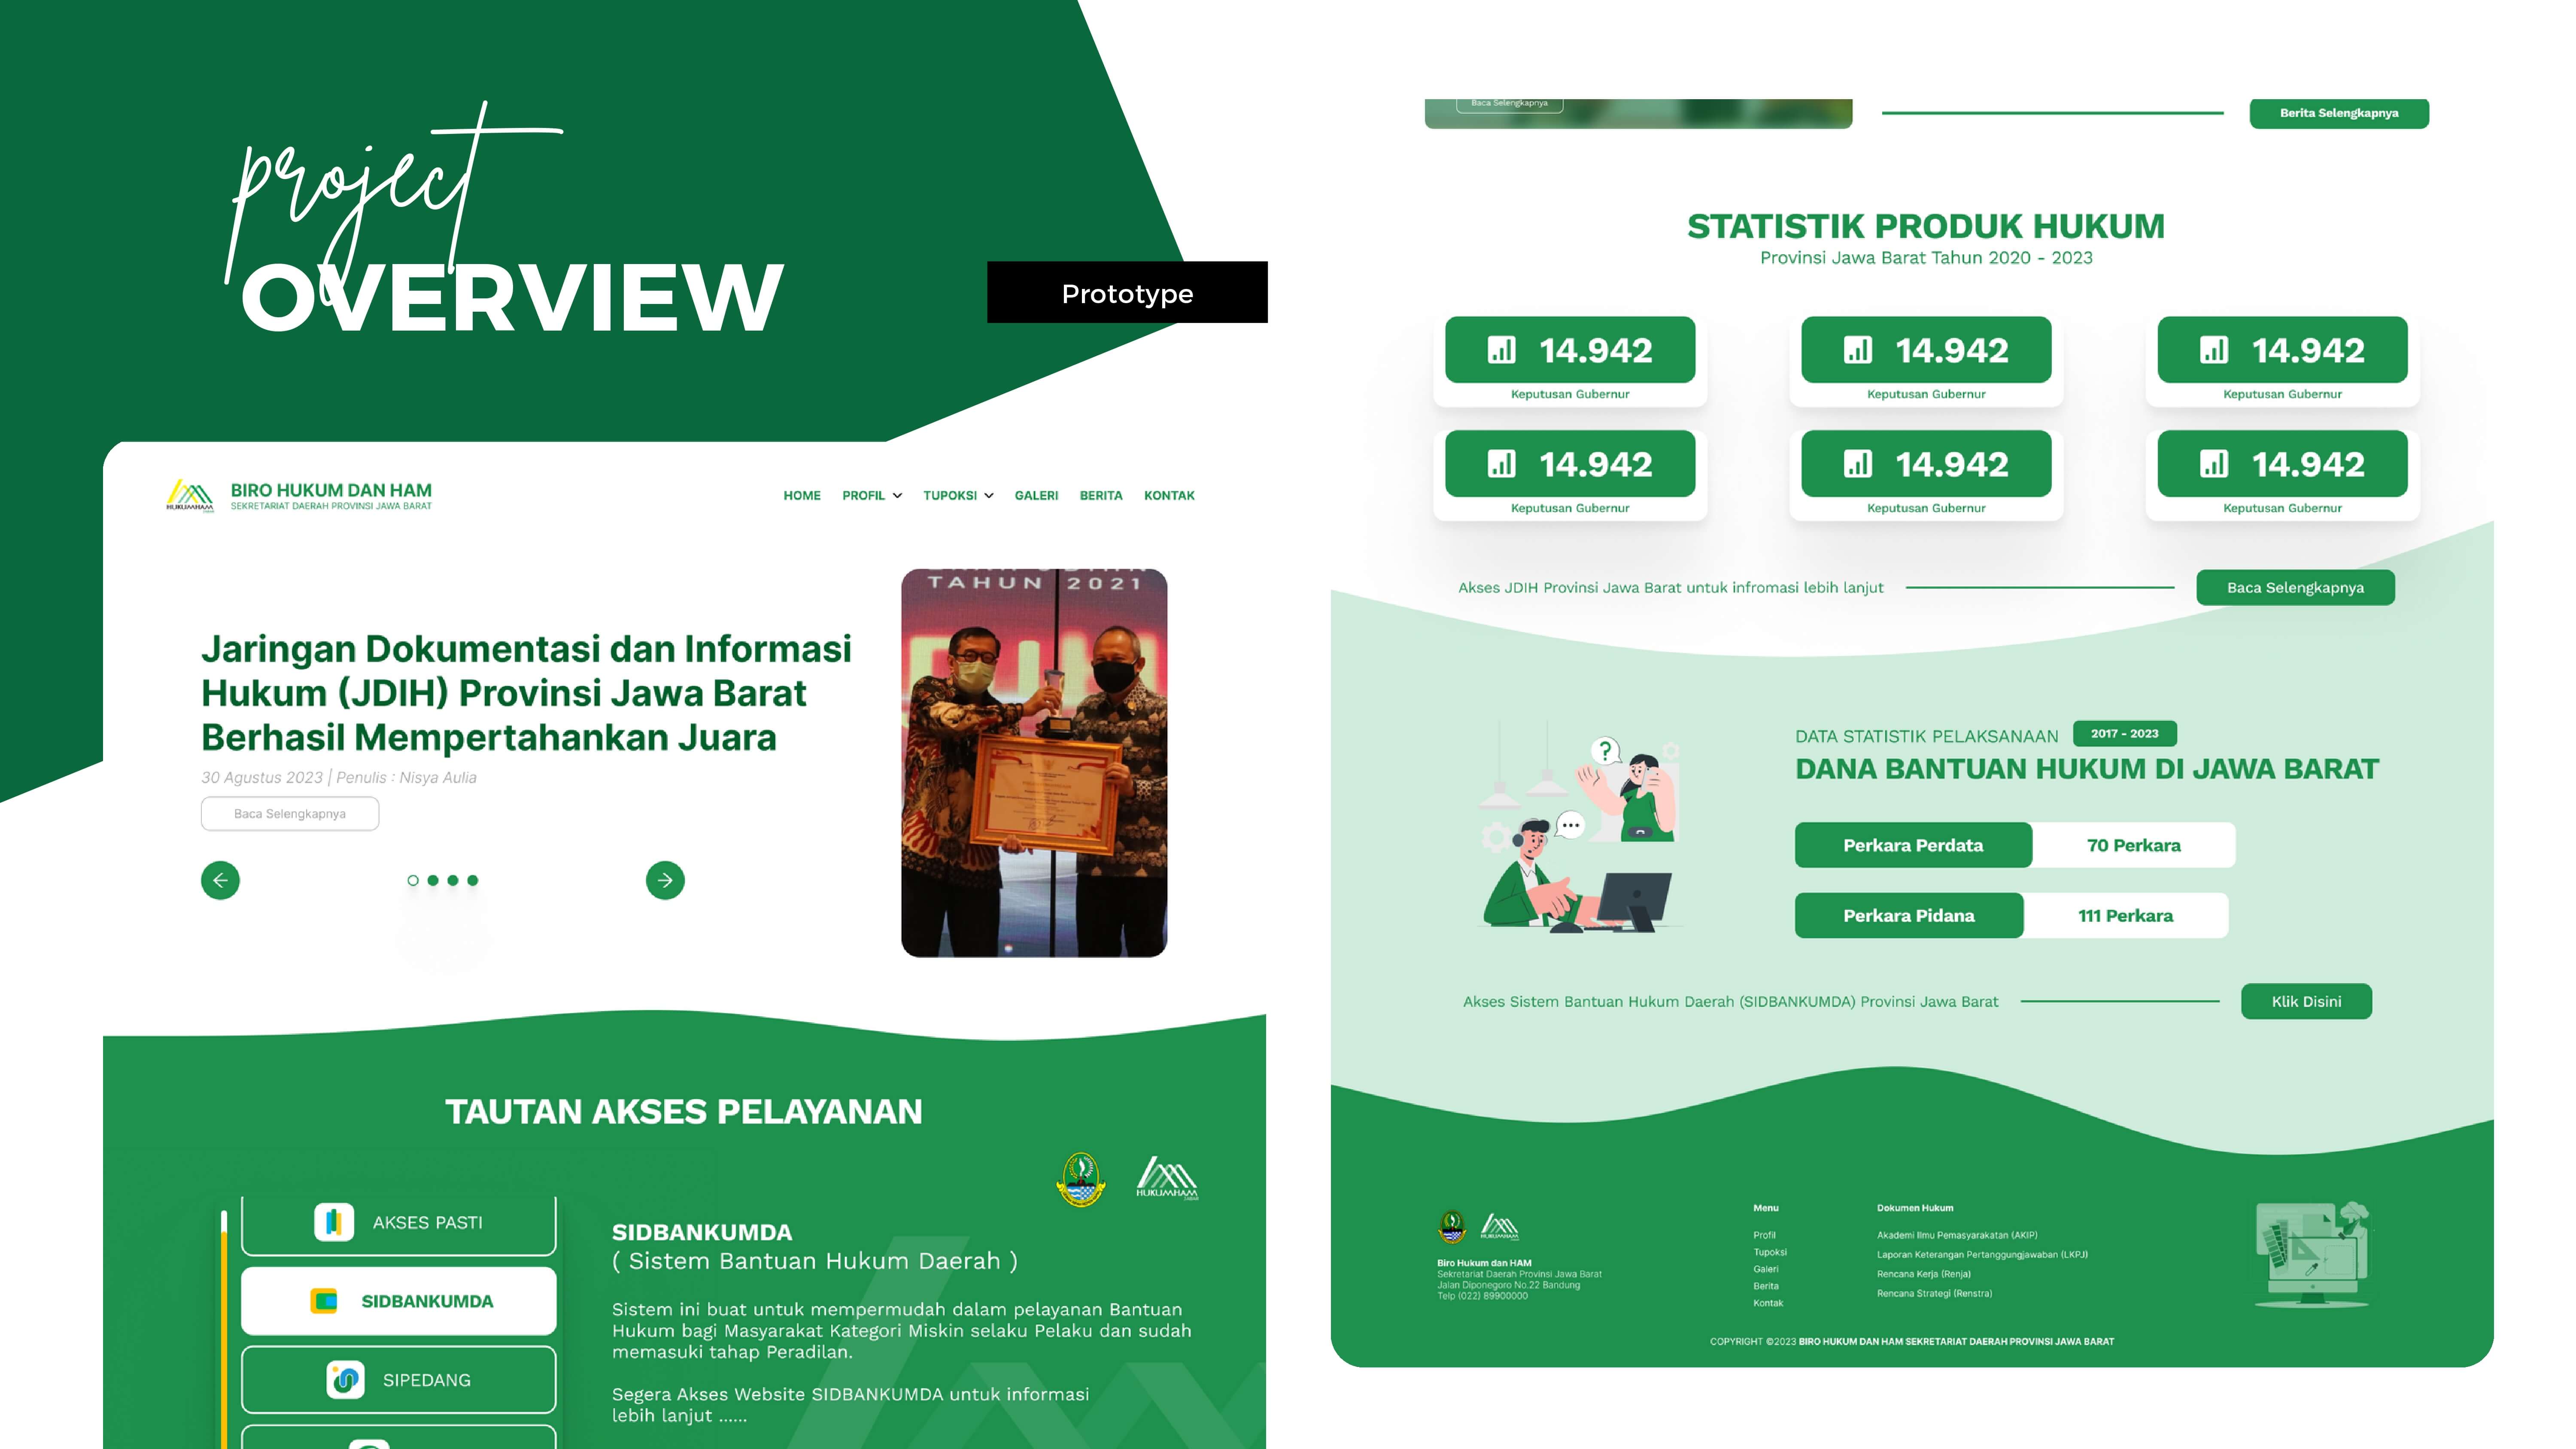 project
OVERVIEW
Prototype
HUKUMHAM
BIRO HUKUM DAN HAM
SEKRETARIAT DAERAH PROVINSI JAWA BARAT
HOME PROFIL TUPOKSI GALERI BERITA KONTAK
TAHUN 2021
Jaringan Dokumentasi dan Informasi
Hukum (JDIH) Provinsi Jawa Barat
Berhasil Mempertahankan Juara
30 Agustus 2023 | Penulis : Nisya Aulia
Baca Selengkapnya
TAUTAN AKSES PELAYANAN
HUKUMHAM
AKSES PASTI
SIDBANKUMDA
SIPEDANG
SIDBANKUMDA
( Sistem Bantuan Hukum Daerah )
Sistem ini buat untuk mempermudah dalam pelayanan Bantuan
Hukum bagi Masyarakat Kategori Miskin selaku Pelaku dan sudah
memasuki tahap Peradilan.
Segera Akses Website SIDBANKUMDA untuk informasi
lebih lanjut ......
Baca Selengkapnya
Berita Selengkapnya
STATISTIK PRODUK HUKUM
Provinsi Jawa Barat Tahun 2020 - 2023
14.942 14.942 14.942
Keputusan Gubernur Keputusan Gubernur Keputusan Gubernur
14.942 14.942 14.942
Keputusan Gubernur Keputusan Gubernur Keputusan Gubernur
Akses JDIH Provinsi Jawa Barat untuk infromasi lebih lanjut
Baca Selengkapnya
DATA STATISTIK PELAKSANAAN 2017 - 2023
DANA BANTUAN HUKUM DI JAWA BARAT
Perkara Perdata 70 Perkara
Perkara Pidana 111 Perkara
Akses Sistem Bantuan Hukum Daerah (SIDBANKUMDA) Provinsi Jawa Barat
Klik Disini
HUKUMHAM
Biro Hukum dan HAM
Sekretariat Daerah Provinsi Jawa Barat
Jalan Diponegoro No.22 Bandung
Telp (022) 89900000
Menu
Profil
Tupoksi
Galeri
Berita
Kontak
Dokumen Hukum
Akademi Ilmu Pemasyarakatan (AKIP)
Laporan Keterangan Pertanggungjawaban (LKPJ)
Rencana Kerja (Renja)
Rencana Strategi (Renstra)
COPYRIGHT ©2023 BIRO HUKUM DAN HAM SEKRETARIAT DAERAH PROVINSI JAWA BARAT